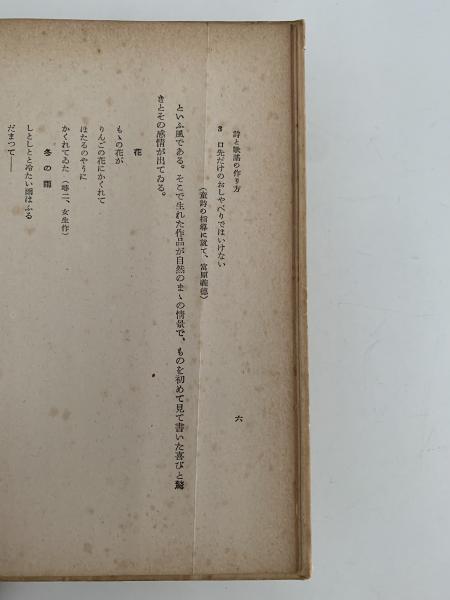 詩と歌謡の作り方
六
3 口先だけのおしやべりではいけない
(童詩の指導に就て、富原義徳)
といふ風である。そこで生れた作品が自然のまゝの情景で、ものを初めて見て書いた喜びと驚
きとその感情が出てゐる。
花
もゝの花が
りんごの花にかくれて
ほたるのやうに
かくれてゐた (尋二、女生作)
冬の雨
しとしとと冷たい雨はふる
だまつて――